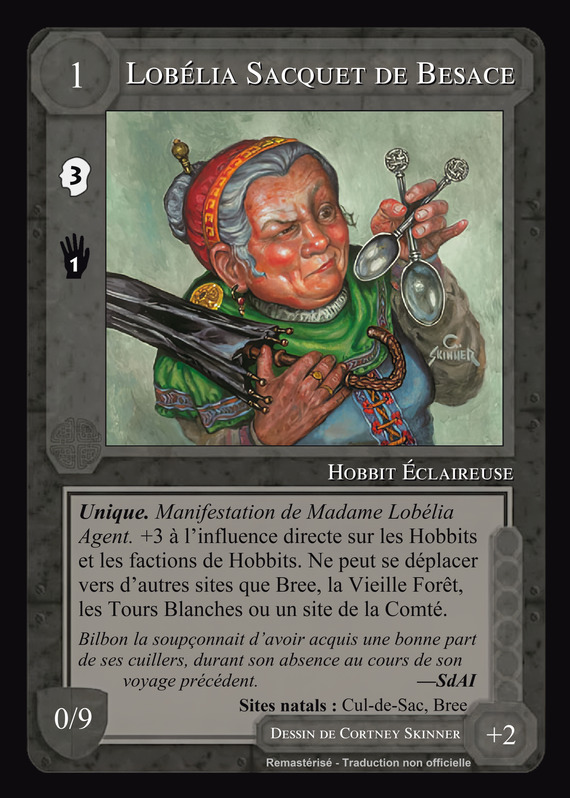 1
LOBÉLIA SACQUET DE BESACE
3
1
C.
SKINNER
HOBBIT ÉCLAIREUSE
Unique. Manifestation de Madame Lobélia
Agent. +3 à l'influence directe sur les Hobbits
et les factions de Hobbits. Ne peut se déplacer
vers d'autres sites que Bree, la Vieille Forêt,
les Tours Blanches ou un site de la Comté.
Bilbon la soupçonnait d'avoir acquis une bonne part
de ses cuillers, durant son absence au cours de son
voyage précédent. —SdAI
Sites natals : Cul-de-Sac, Bree
0/9
DESSIN DE CORTNEY SKINNER
+2
Remastérisé - Traduction non officielle